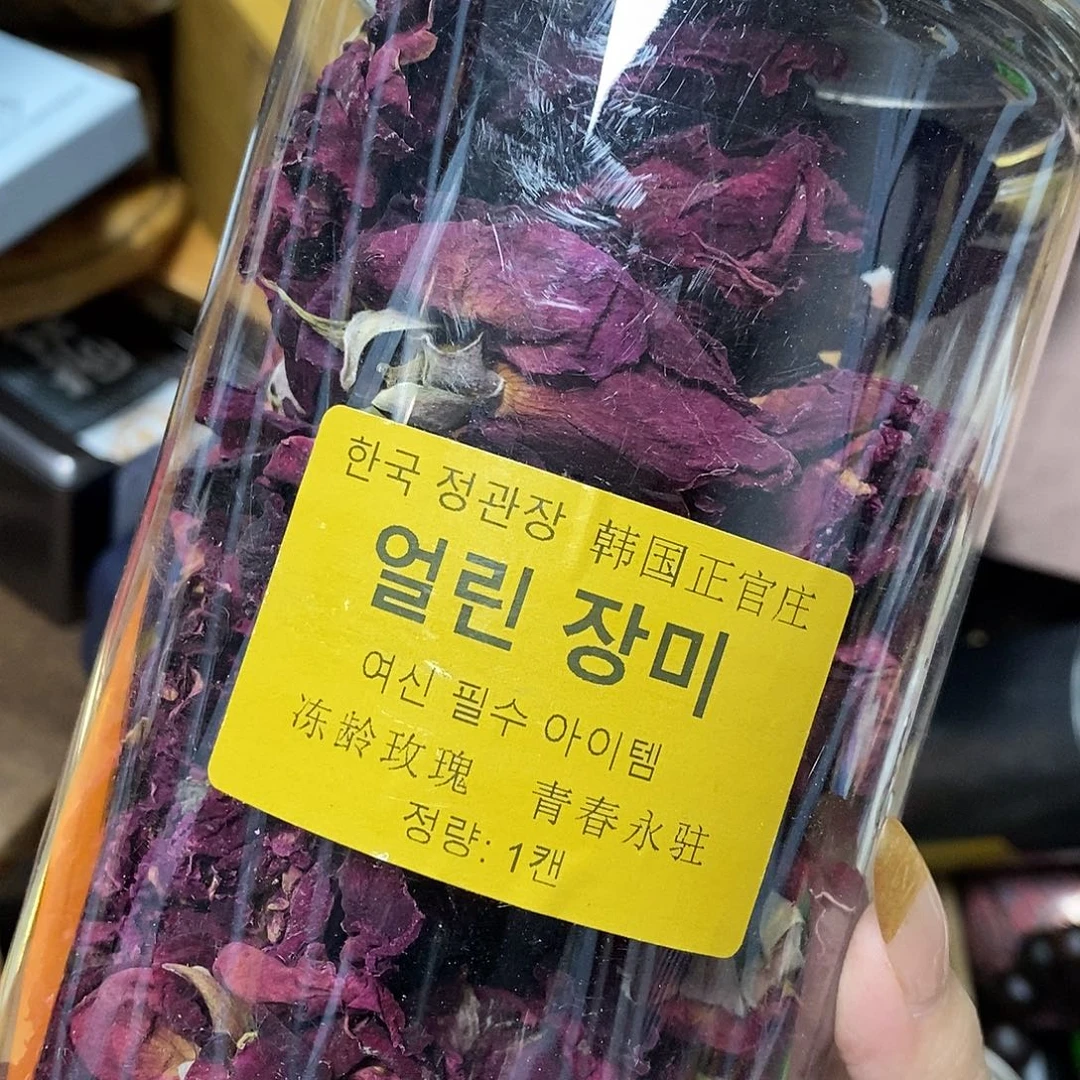 한국 정관장 韩国正官庄
얼린 장미
여신 필수 아이템
冻龄玫瑰 青春永驻
정량: 1캔